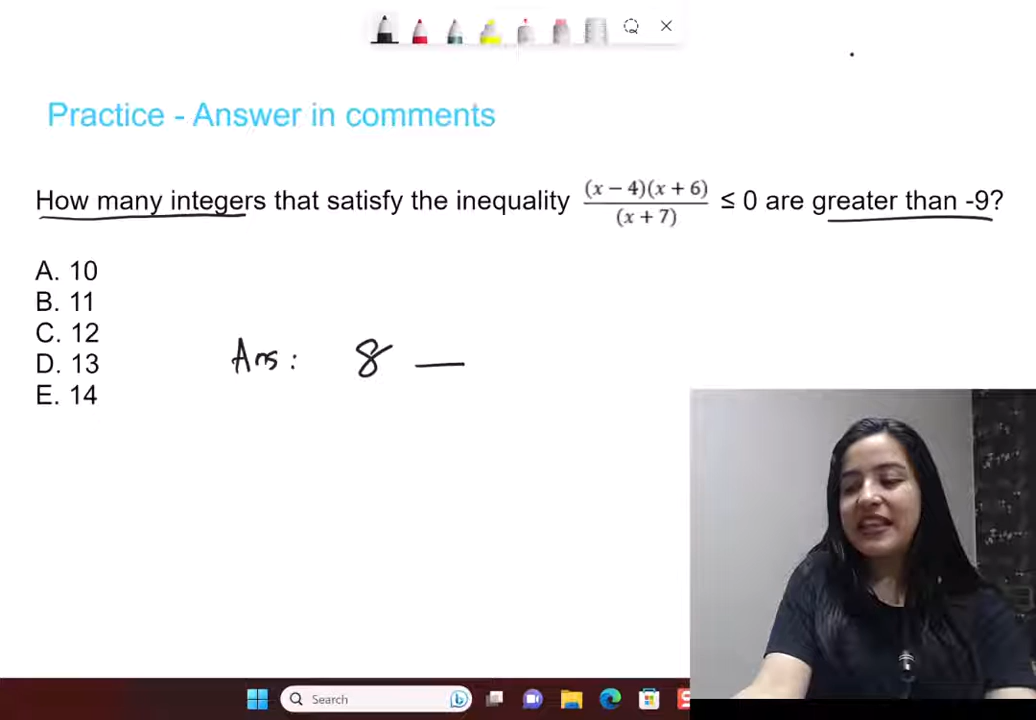 Practice - Answer in comments
How many integers that satisfy the inequality (x − 4)(x + 6) / (x + 7) ≤ 0 are greater than -9?
A. 10
B. 11
C. 12
D. 13
E. 14
Ans: 8 —
Search